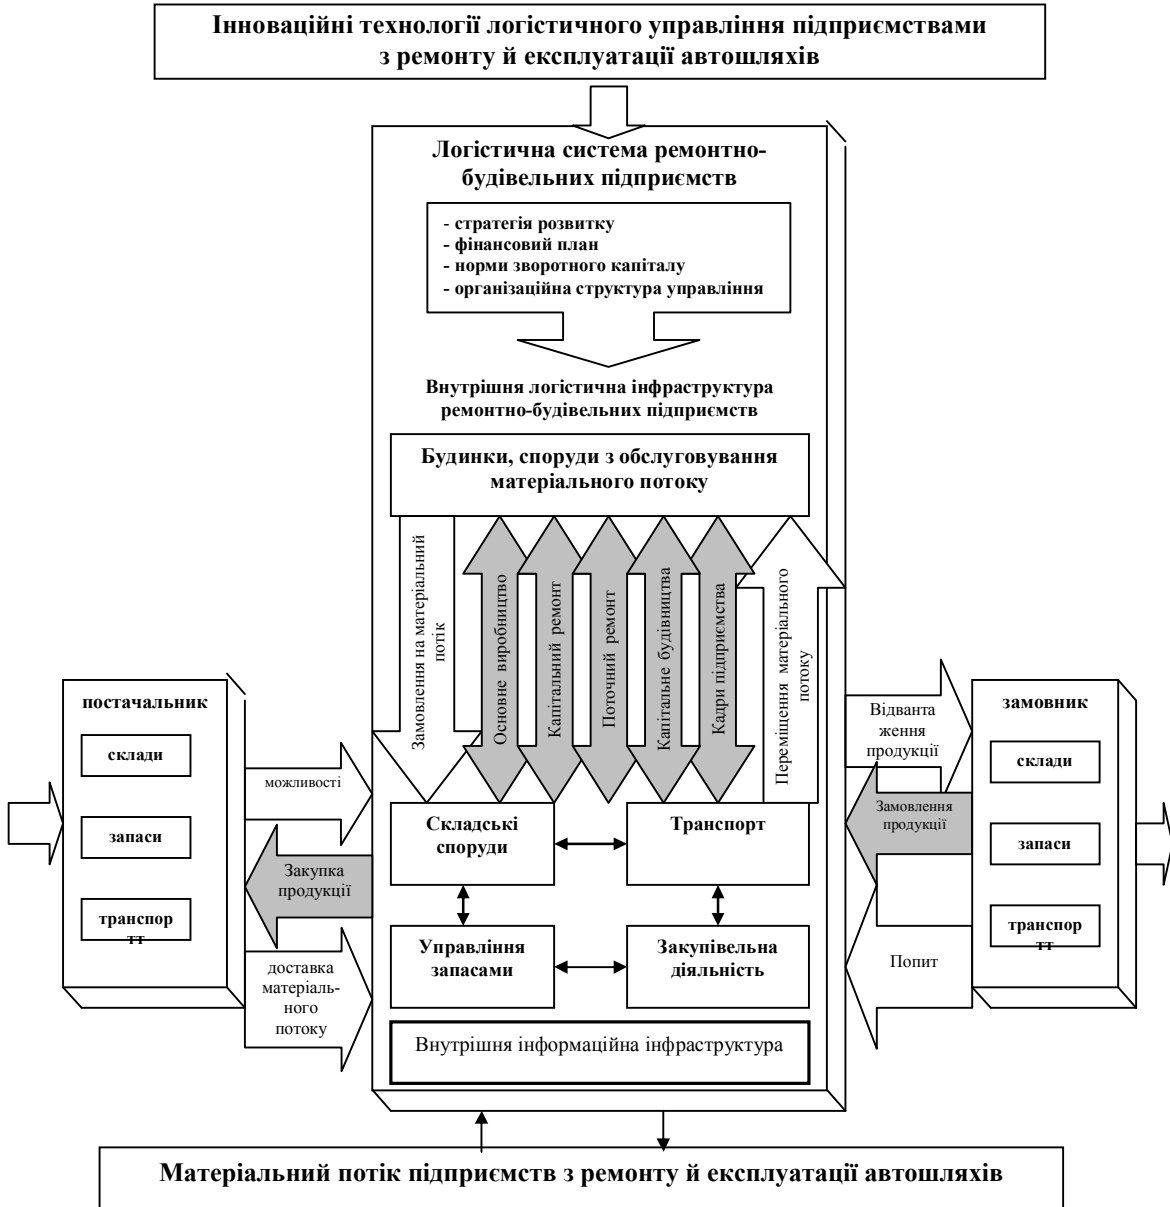 Інноваційні технології логістичного управління підприємствами
з ремонту й експлуатації автошляхів
Логістична система ремонтно-
будівельних підприємств
- стратегія розвитку
- фінансовий план
- норми зворотного капіталу
- організаційна структура управління
Внутрішня логістична інфраструктура
ремонтно-будівельних підприємств
Будинки, споруди з обслуговування
матеріального потоку
Замовлення на матеріальний
потік
Основне виробництво
Капітальний ремонт
Поточний ремонт
Капітальне будівництва
Кадри підприємства
Переміщення матеріального
потоку
постачальник
склади
запаси
транспор
тт
можливості
Закупка
продукції
доставка
матеріаль-
ного
потоку
Складські
споруди
Транспорт
Управління
запасами
Закупівельна
діяльність
Внутрішня інформаційна інфраструктура
Відванта
ження
продукції
Замовлення
продукції
Попит
замовник
склади
запаси
транспор
тт
Матеріальний потік підприємств з ремонту й експлуатації автошляхів